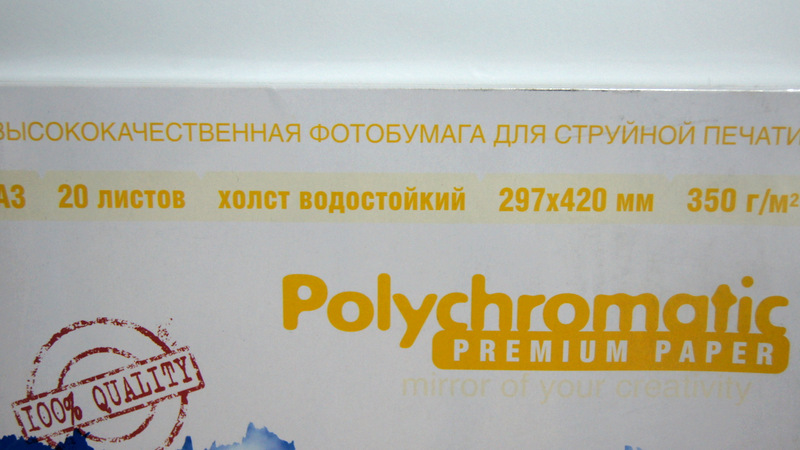 ВЫСОКОКАЧЕСТВЕННАЯ ФОТОБУМАГА ДЛЯ СТРУЙНОЙ ПЕЧАТИ
А3 20 листов холст водостойкий 297х420 мм 350 г/м²
Polychromatic
PREMIUM PAPER
mirror of your creativity
100% QUALITY